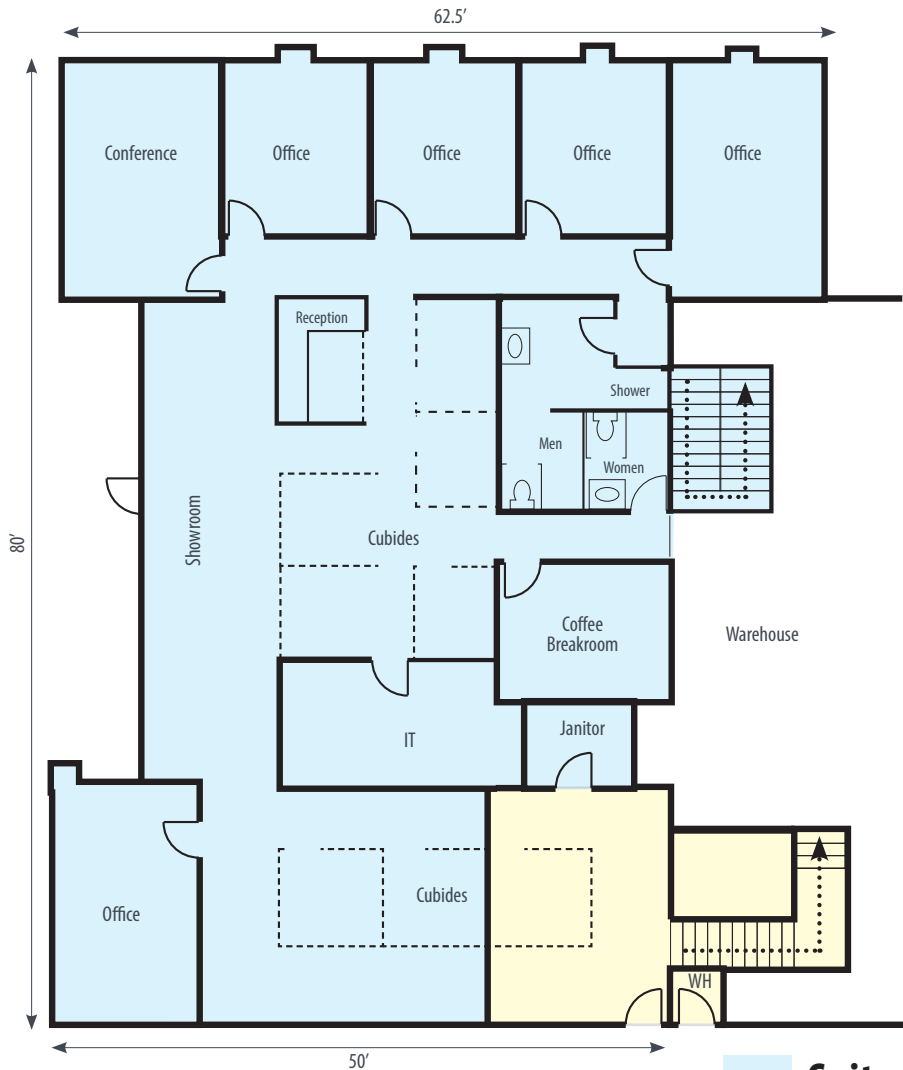 62.5’
Conference
Office
Office
Office
Office
Reception
Shower
Men
Women
80’
Showroom
Cubides
Coffee
Breakroom
Warehouse
IT
Janitor
Office
Cubides
WH
50’